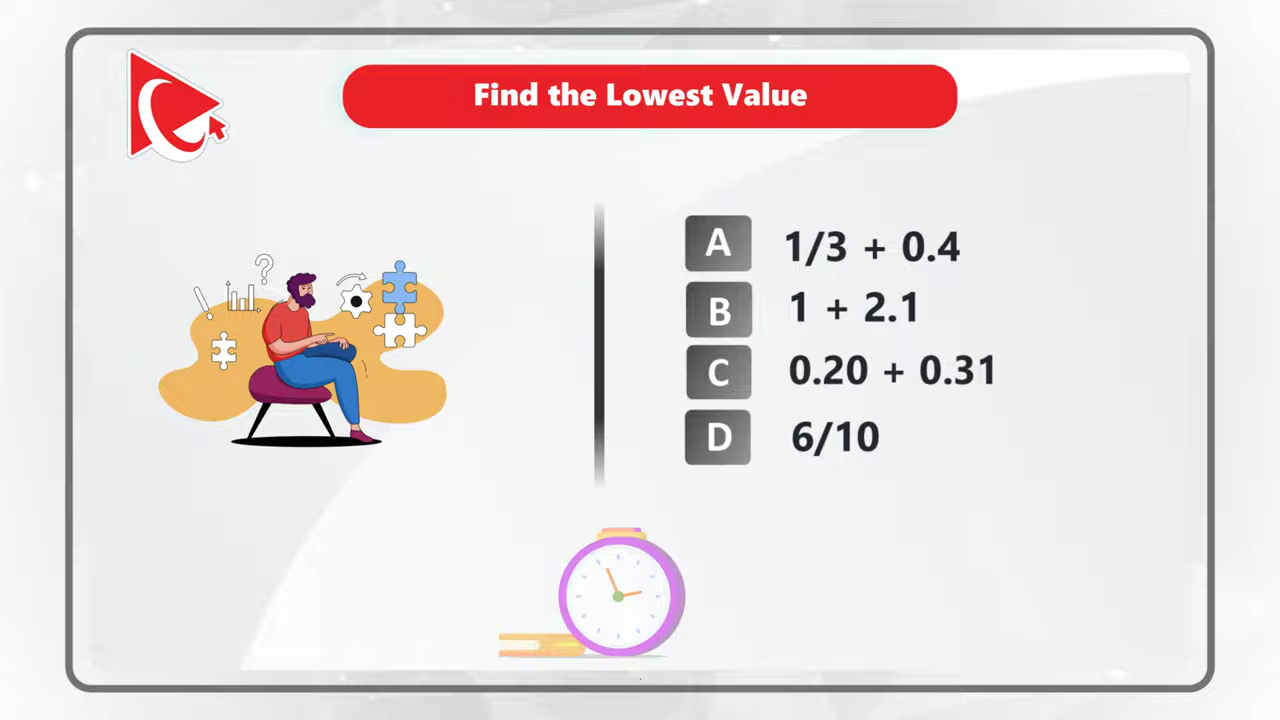 Find the Lowest Value
A 1/3 + 0.4
B 1 + 2.1
C 0.20 + 0.31
D 6/10